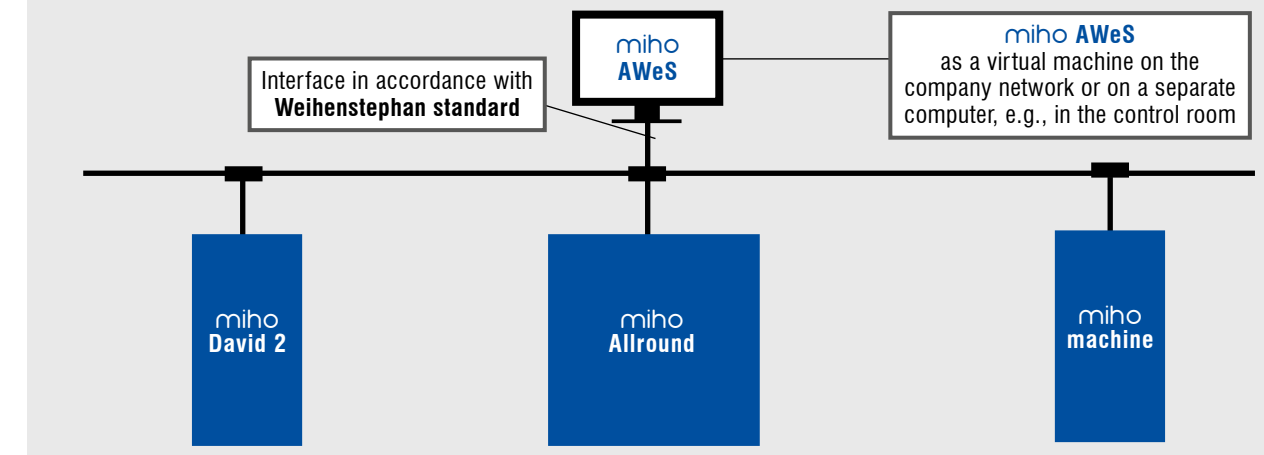 miho
AWeS
Interface in accordance with
Weihenstephan standard
miho AWeS
as a virtual machine on the
company network or on a separate
computer, e.g., in the control room
miho
David 2
miho
Allround
miho
machine